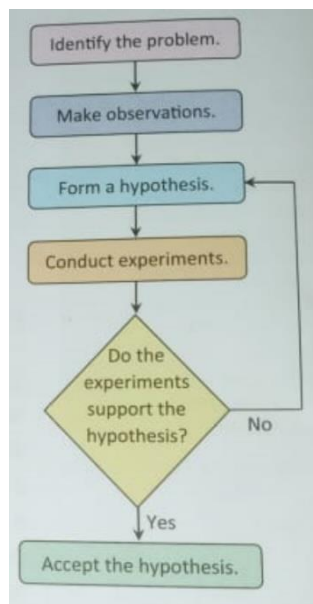 Identify the problem.
Make observations.
Form a hypothesis.
Conduct experiments.
Do the
experiments
support the
hypothesis?
No
Yes
Accept the hypothesis.